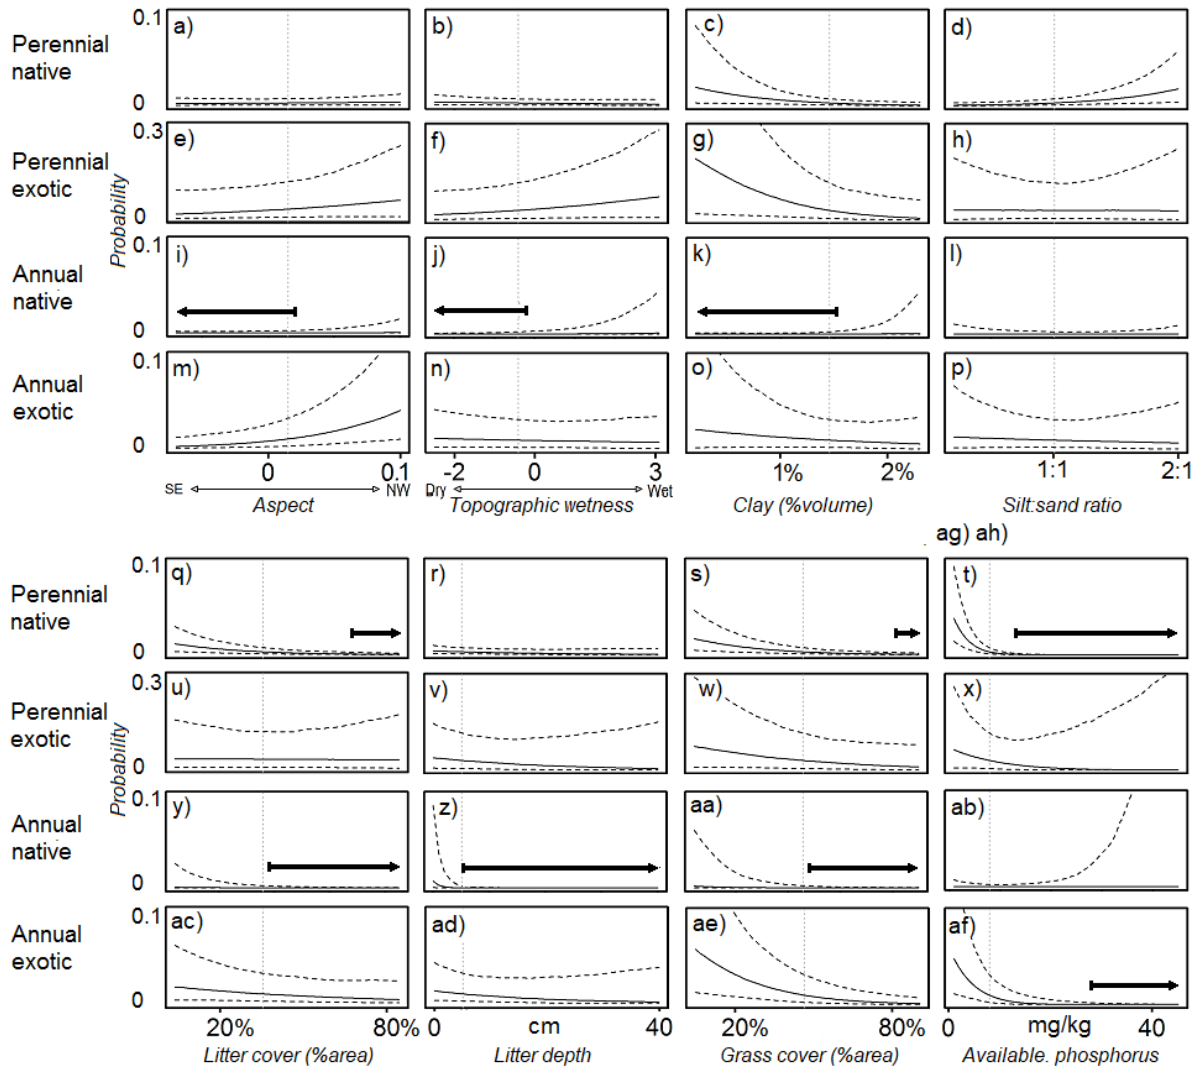 0.1
a)
b)
c)
d)
Perennial
native
0
0.3
e)
f)
g)
h)
Perennial
exotic
0
Probability
0.1
i)
j)
k)
l)
Annual
native
0
0.1
m)
n)
o)
p)
Annual
exotic
0
0 0.1
-2 0 3
1% 2%
1:1 2:1
SE NW
Dry Wet
Aspect
Topographic wetness
Clay (%volume)
Silt:sand ratio
ag) ah)
0.1
q)
r)
s)
t)
Perennial
native
0
0.3
u)
v)
w)
x)
Perennial
exotic
0
Probability
0.1
y)
z)
aa)
ab)
Annual
native
0
0.1
ac)
ad)
ae)
af)
Annual
exotic
0
20% 80%
0 cm 40
20% 80%
0 mg/kg 40
Litter cover (%area)
Litter depth
Grass cover (%area)
Available. phosphorus